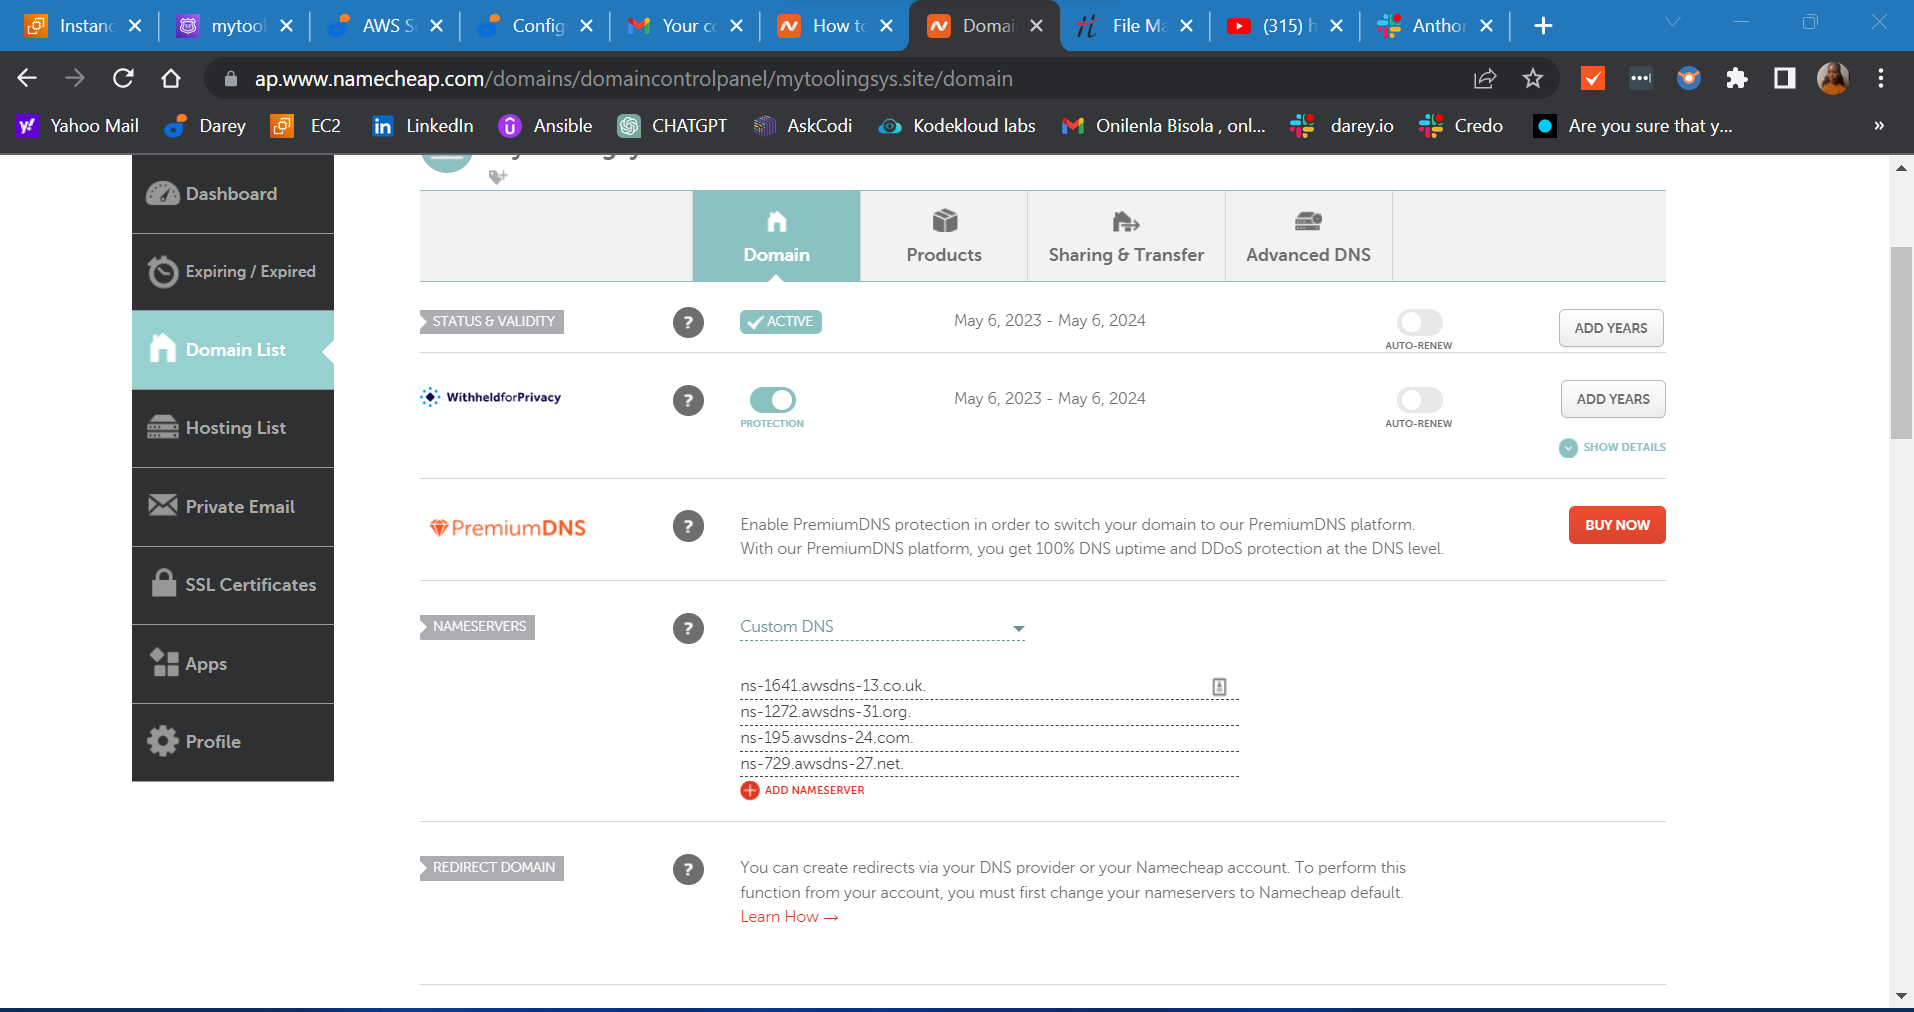 Instanc
mytool
AWS S
Config
Your c
How to
Domai
File Ma
(315) h
Anthor
ap.www.namecheap.com/domains/domaincontrolpanel/mytoolingsys.site/domain
Yahoo Mail
Darey
EC2
LinkedIn
Ansible
CHATGPT
AskCodi
Kodekloud labs
Onilenla Bisola , onl...
darey.io
Credo
Are you sure that y...
»
Dashboard
Expiring / Expired
Domain List
Hosting List
Private Email
SSL Certificates
Apps
Profile
Domain
Products
Sharing & Transfer
Advanced DNS
STATUS & VALIDITY
?
ACTIVE
May 6, 2023 - May 6, 2024
AUTO-RENEW
ADD YEARS
WithheldforPrivacy
?
PROTECTION
May 6, 2023 - May 6, 2024
AUTO-RENEW
ADD YEARS
SHOW DETAILS
PremiumDNS
?
Enable PremiumDNS protection in order to switch your domain to our PremiumDNS platform.
With our PremiumDNS platform, you get 100% DNS uptime and DDoS protection at the DNS level.
BUY NOW
NAMESERVERS
?
Custom DNS
ns-1641.awsdns-13.co.uk.
ns-1272.awsdns-31.org.
ns-195.awsdns-24.com.
ns-729.awsdns-27.net.
ADD NAMESERVER
REDIRECT DOMAIN
?
You can create redirects via your DNS provider or your Namecheap account. To perform this
function from your account, you must first change your nameservers to Namecheap default.
Learn How →